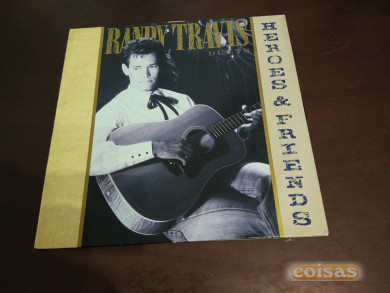 RANDY TRAVIS
DUETS
HEROES & FRIENDS
coisas